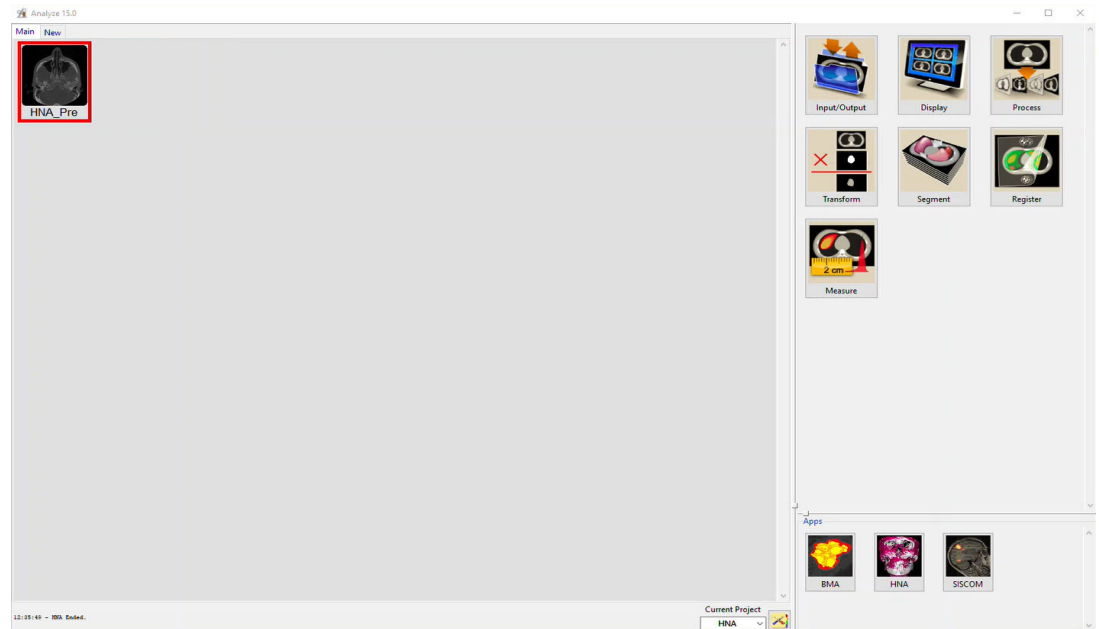 Analyze 15.0
Main New
HNA_Pre
Input/Output Display Process
Transform Segment Register
2 cm
Measure
Apps
BMA HNA SISCOM
12:35:49 - HNA Ended.
Current Project
HNA